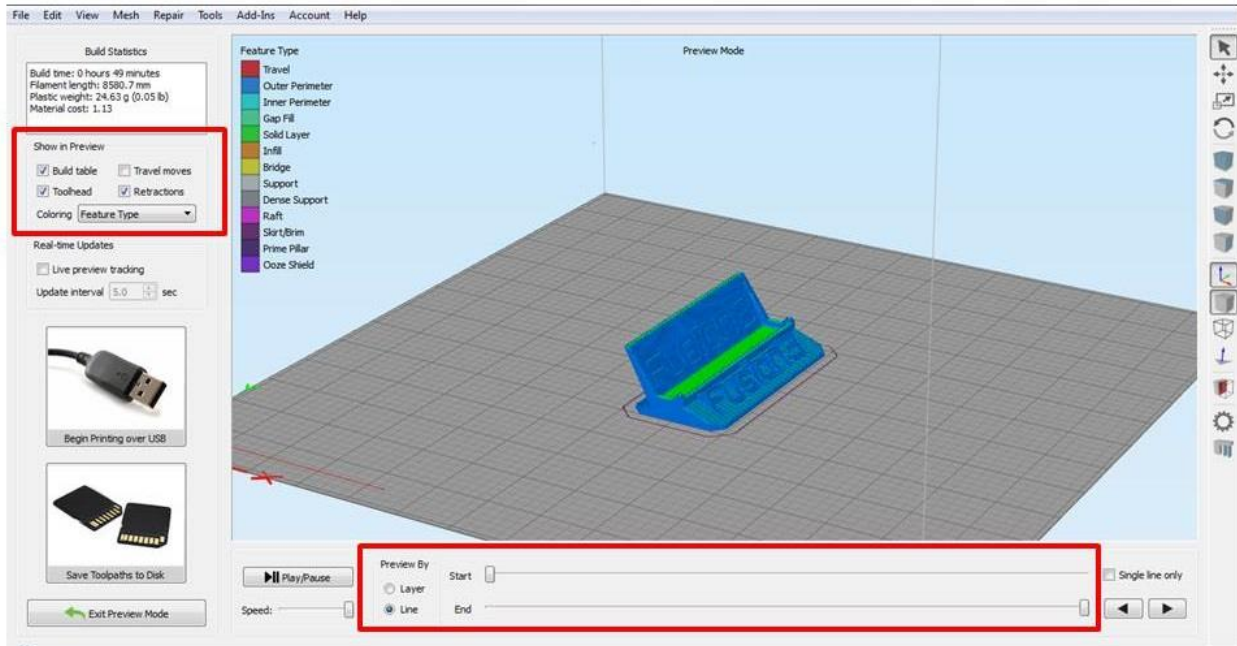 File Edit View Mesh Repair Tools Add-Ins Account Help
Build Statistics
Build time: 0 hours 49 minutes
Filament length: 8580.7 mm
Plastic weight: 24.63 g (0.05 lb)
Material cost: 1.13
Show in Preview
Build table Travel moves
Toolhead Retractions
Coloring Feature Type
Real-time Updates
Live preview tracking
Update interval 5.0 sec
Begin Printing over USB
Save Toolpaths to Disk
Exit Preview Mode
Feature Type
Travel
Outer Perimeter
Inner Perimeter
Gap Fill
Solid Layer
Infill
Bridge
Support
Dense Support
Raft
Skirt/Brim
Prime Pillar
Ooze Shield
Preview Mode
Play/Pause
Speed:
Preview By
Layer
Line
Start
End
Single line only